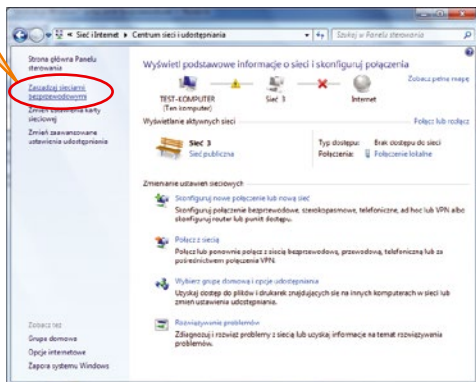 Sieć i Internet ▸ Centrum sieci i udostępniania
Szukaj w Panelu sterowania
Strona główna Panelu
sterowania
Zarządzaj sieciami
bezprzewodowymi
Zmień ustawienia karty
sieciowej
Zmień zaawansowane
ustawienia udostępniania
Wyświetl podstawowe informacje o sieci i skonfiguruj połączenia
Zobacz pełną mapę
TEST-KOMPUTER
(Ten komputer)
Sieć 3
Internet
Wyświetlanie aktywnych sieci
Połącz lub rozłącz
Sieć 3
Sieć publiczna
Typ dostępu: Brak dostępu do sieci
Połączenia: Połączenie lokalne
Zmienianie ustawień sieciowych
Skonfiguruj nowe połączenie lub nową sieć
Skonfiguruj połączenie bezprzewodowe, szerokopasmowe, telefoniczne, ad hoc lub VPN albo
skonfiguruj router lub punkt dostępu.
Połącz z siecią
Połącz lub ponownie połącz z siecią bezprzewodową, przewodową, telefoniczną lub za
pośrednictwem połączenia VPN.
Wybierz grupę domową i opcje udostępniania
Uzyskaj dostęp do plików i drukarek znajdujących się na innych komputerach w sieci lub
zmień ustawienia udostępniania.
Rozwiązywanie problemów
Zdiagnozuj i rozwiąż problemy z siecią lub uzyskaj informacje na temat rozwiązywania
problemów.
Zobacz też
Grupa domowa
Opcje internetowe
Zapora systemu Windows